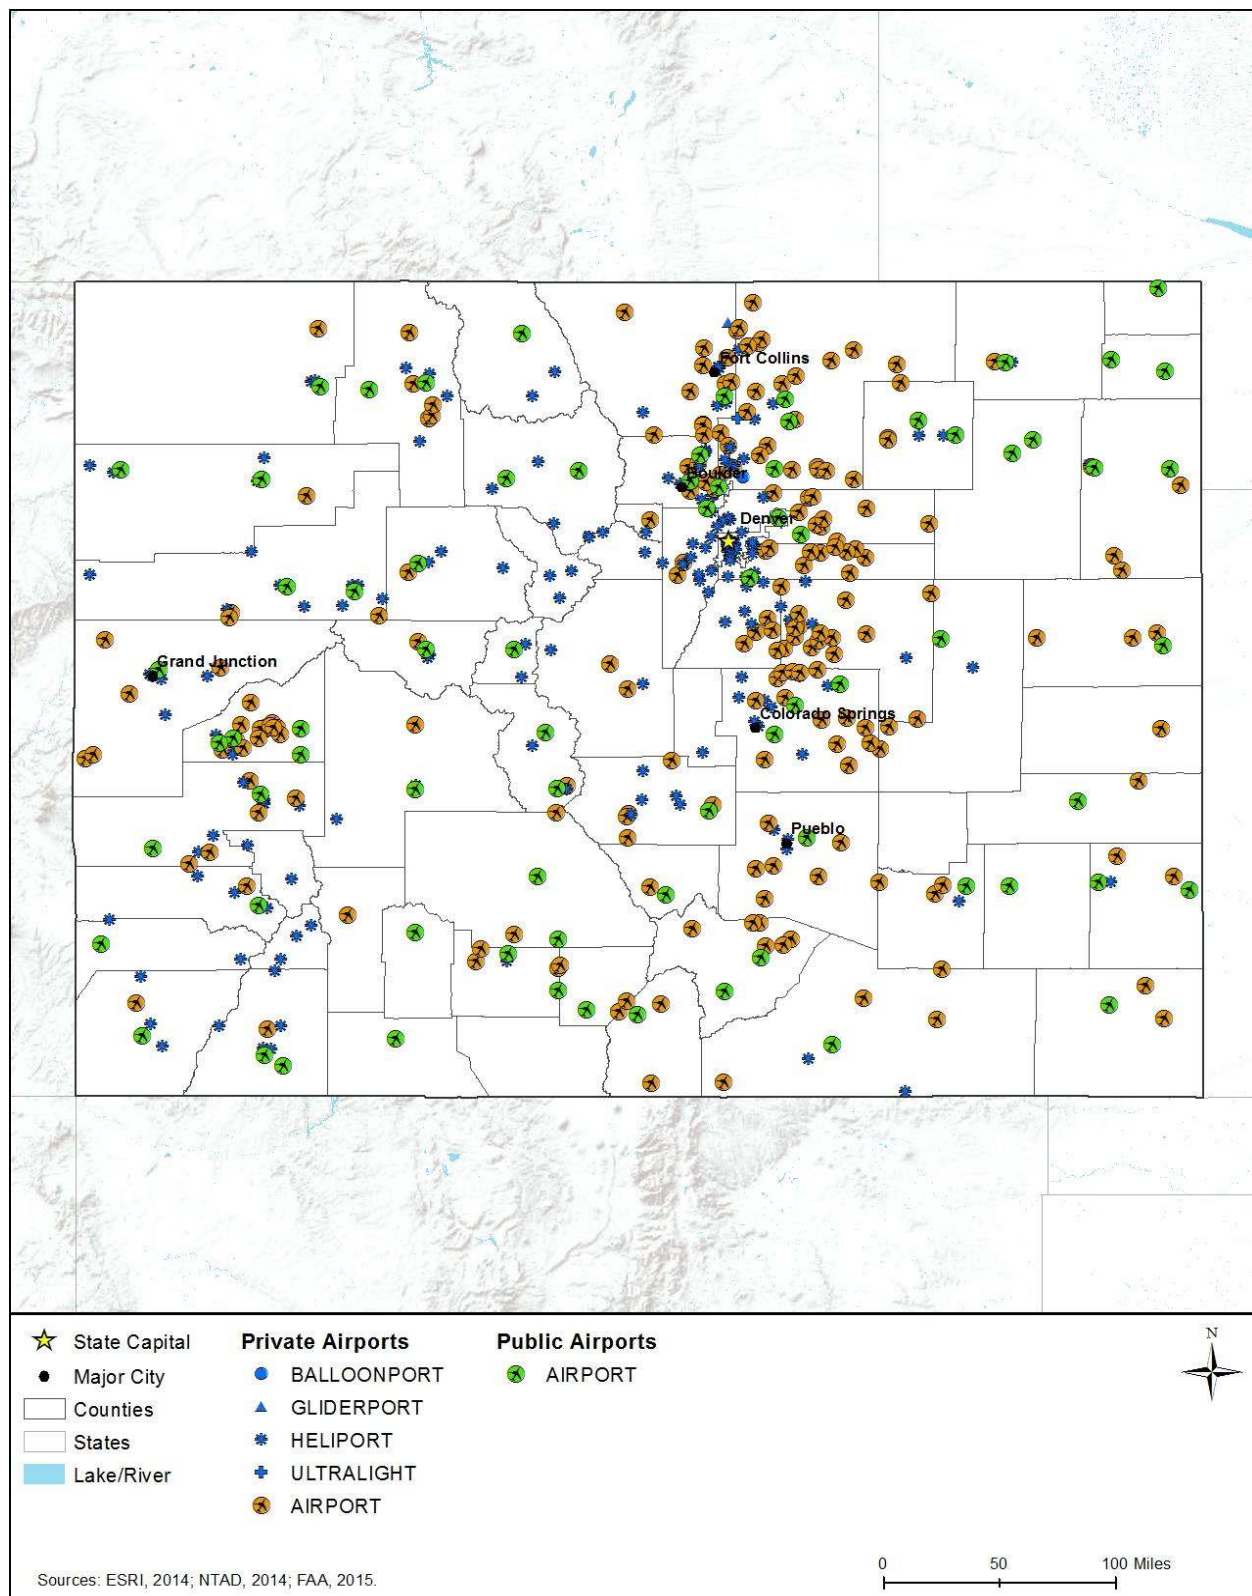 Fort Collins
Boulder
Denver
Grand Junction
Colorado Springs
Pueblo
State Capital
Major City
Counties
States
Lake/River
Private Airports
BALLOONPORT
GLIDERPORT
HELIPORT
ULTRALIGHT
AIRPORT
Public Airports
AIRPORT
N
0 50 100 Miles
Sources: ESRI, 2014; NTAD, 2014; FAA, 2015.